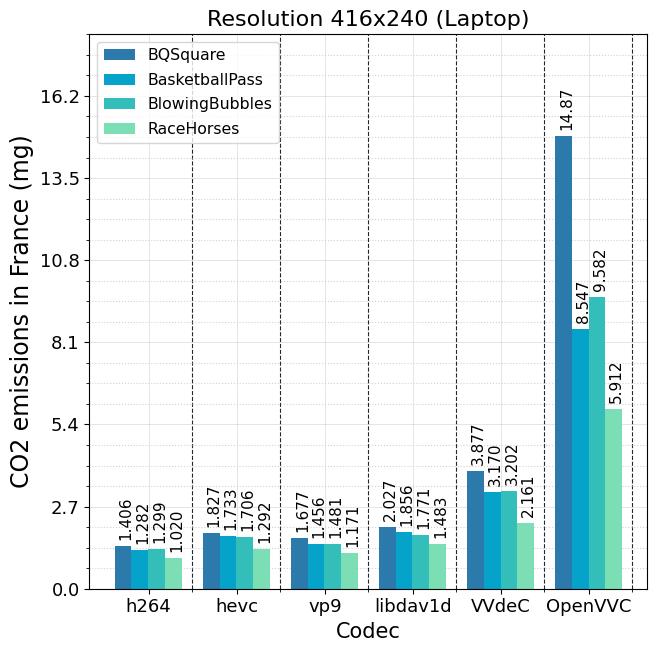 Resolution 416x240 (Laptop)
BQSquare
BasketballPass
BlowingBubbles
RaceHorses
CO2 emissions in France (mg)
16.2
13.5
10.8
8.1
5.4
2.7
0.0
1.406
1.282
1.299
1.020
1.827
1.733
1.706
1.292
1.677
1.456
1.481
1.171
2.027
1.856
1.771
1.483
3.877
3.170
3.202
2.161
14.87
8.547
9.582
5.912
h264
hevc
vp9
libdav1d
VVdeC
OpenVVC
Codec